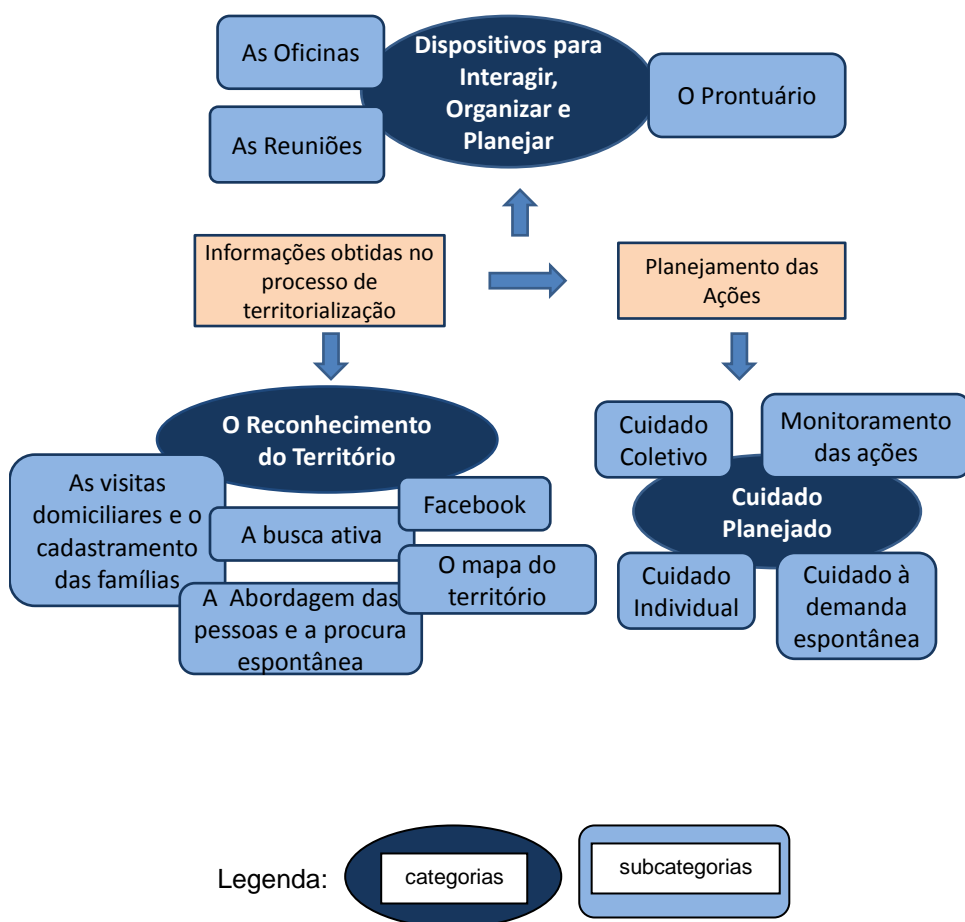 As Oficinas
Dispositivos para
Interagir,
Organizar e
Planejar
O Prontuário
As Reuniões
Informações obtidas no
processo de
territorialização
Planejamento das
Ações
O Reconhecimento
do Território
As visitas
domiciliares e o
cadastramento
das famílias
A busca ativa
Facebook
O mapa do
território
A Abordagem das
pessoas e a procura
espontânea
Cuidado
Coletivo
Monitoramento
das ações
Cuidado
Planejado
Cuidado
Individual
Cuidado à
demanda
espontânea
Legenda:
categorias
subcategorias